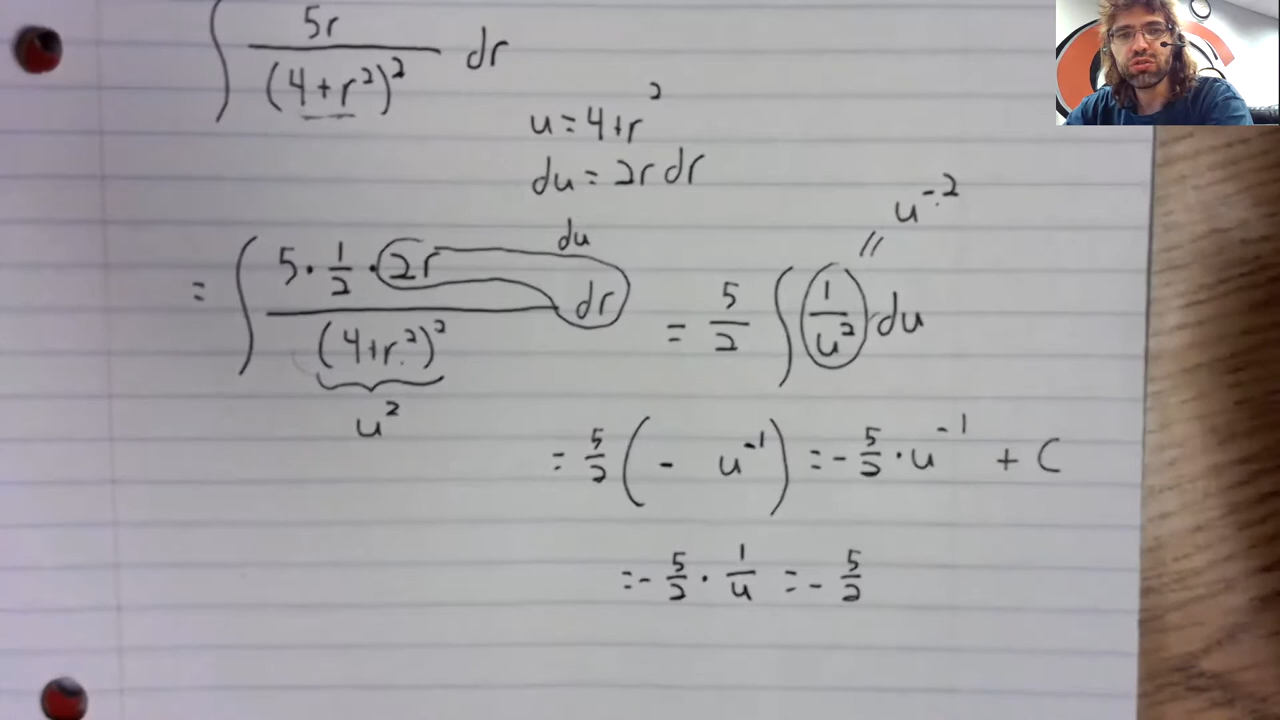 ∫ 5r / (4+r²)² dr
u = 4+r²
du = 2r dr
u⁻²
= ∫ 5 · 1/2 · 2r / (4+r²)² dr = 5/2 ∫ 1/u² du
du
u²
= 5/2 ( - u⁻¹ ) = - 5/2 · u⁻¹ + C
= - 5/2 · 1/u = - 5/2